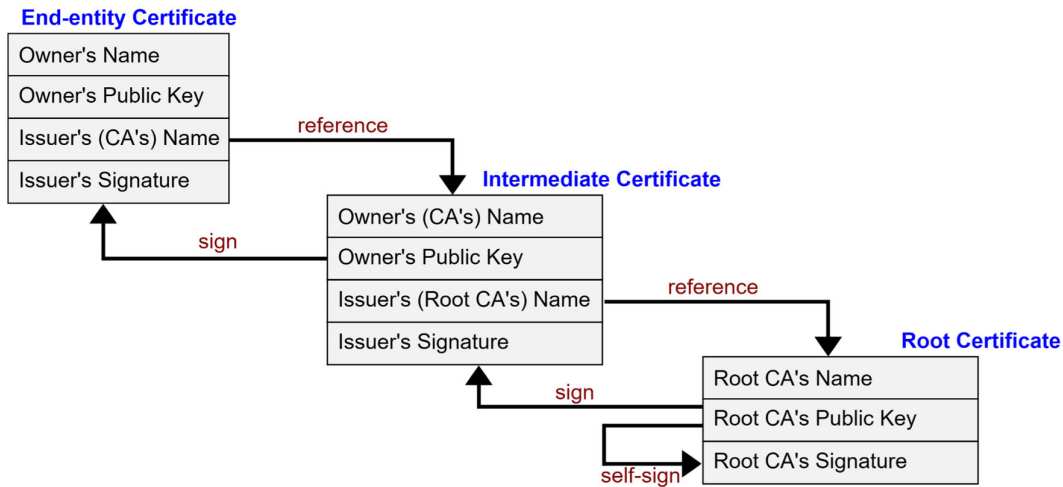 End-entity Certificate
Owner's Name
Owner's Public Key
Issuer's (CA's) Name
Issuer's Signature
reference
sign
Intermediate Certificate
Owner's (CA's) Name
Owner's Public Key
Issuer's (Root CA's) Name
Issuer's Signature
reference
sign
Root Certificate
Root CA's Name
Root CA's Public Key
Root CA's Signature
self-sign